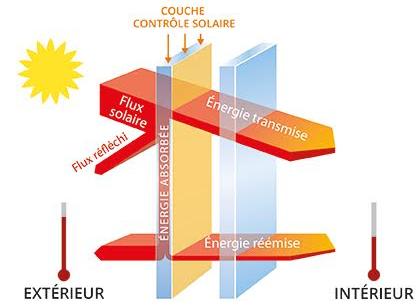 COUCHE
CONTRÔLE SOLAIRE
Flux
solaire
Énergie transmise
Flux réfléchi
ÉNERGIE ABSORBÉE
Énergie réémise
EXTÉRIEUR
INTÉRIEUR